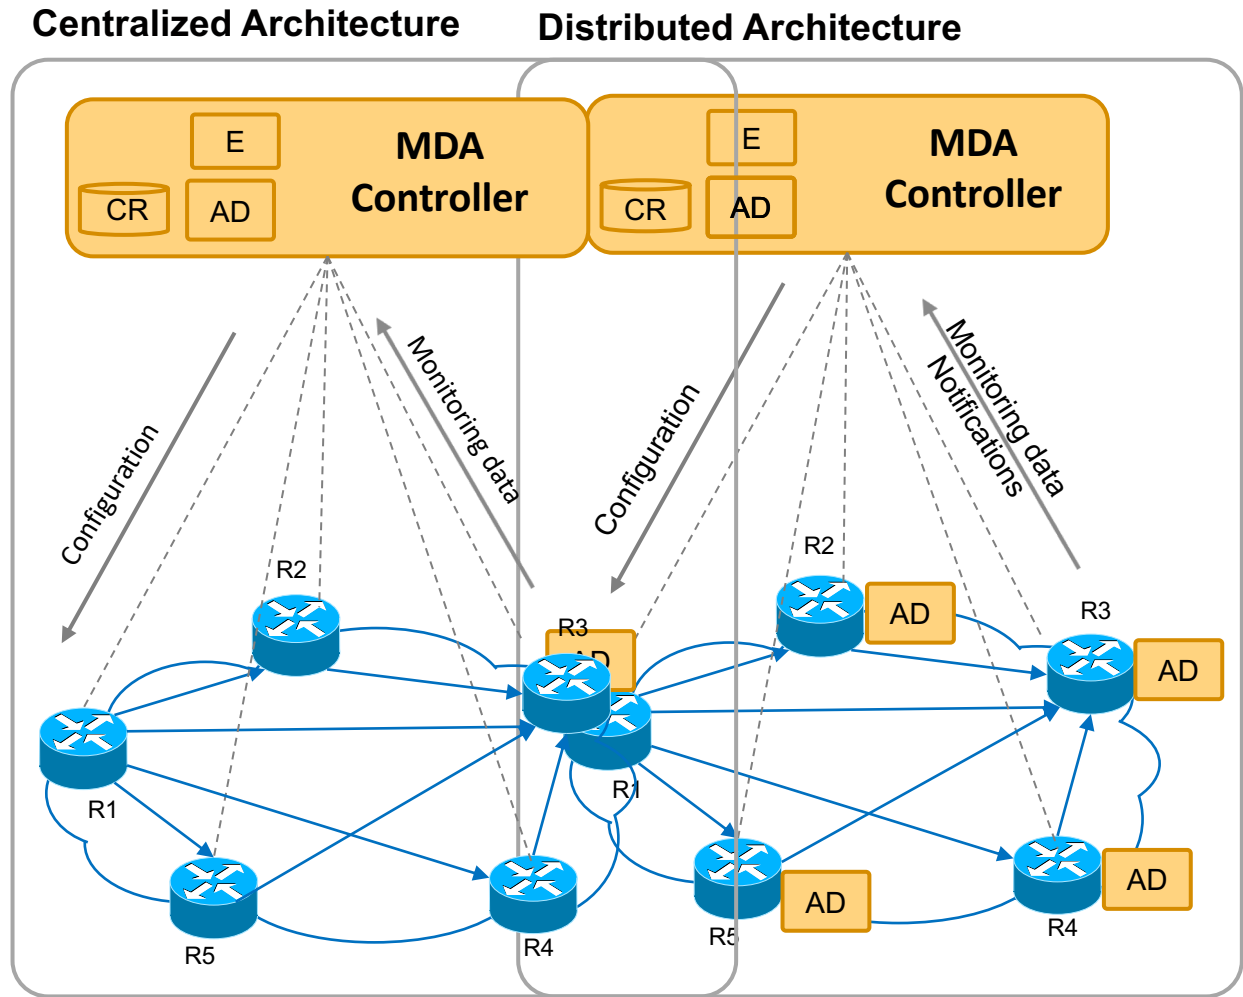 Centralized Architecture
Distributed Architecture
E
MDA
Controller
CR
AD
E
MDA
Controller
CR
AD
Configuration
Monitoring data
Configuration
Monitoring data
Notifications
R2
R3
AD
R1
R5
R4
R2
AD
R3
AD
R1
R5
AD
R4
AD